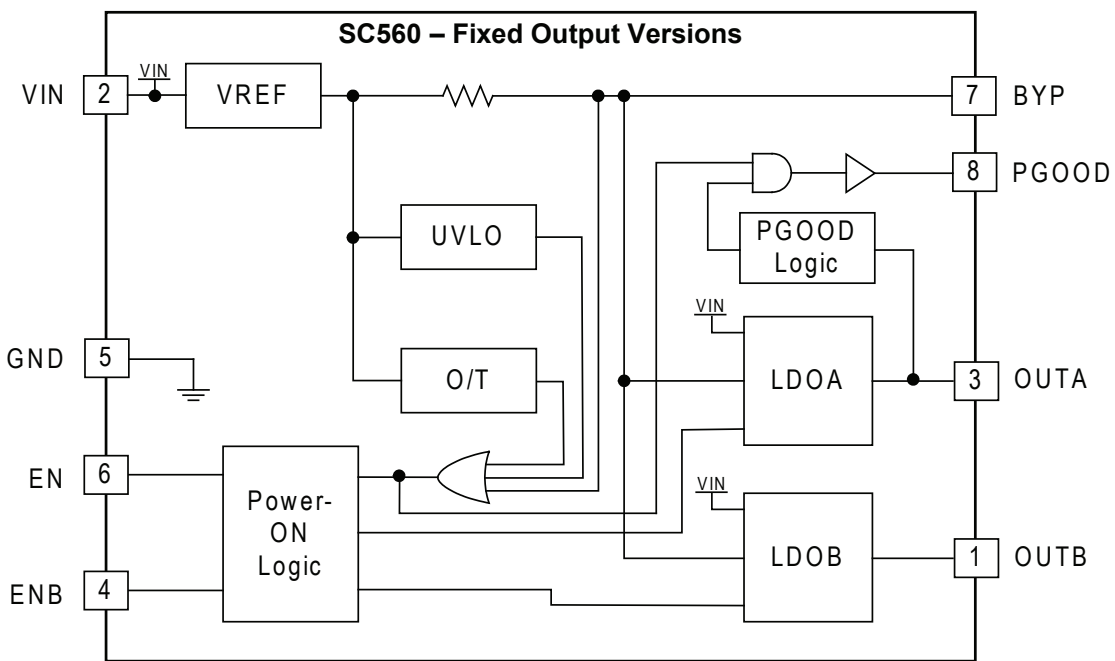 SC560 – Fixed Output Versions
VIN
2
VIN
VREF
7
BYP
8
PGOOD
UVLO
PGOOD
Logic
VIN
GND
5
O/T
LDOA
3
OUTA
EN
6
Power-
ON
Logic
VIN
LDOB
1
OUTB
ENB
4